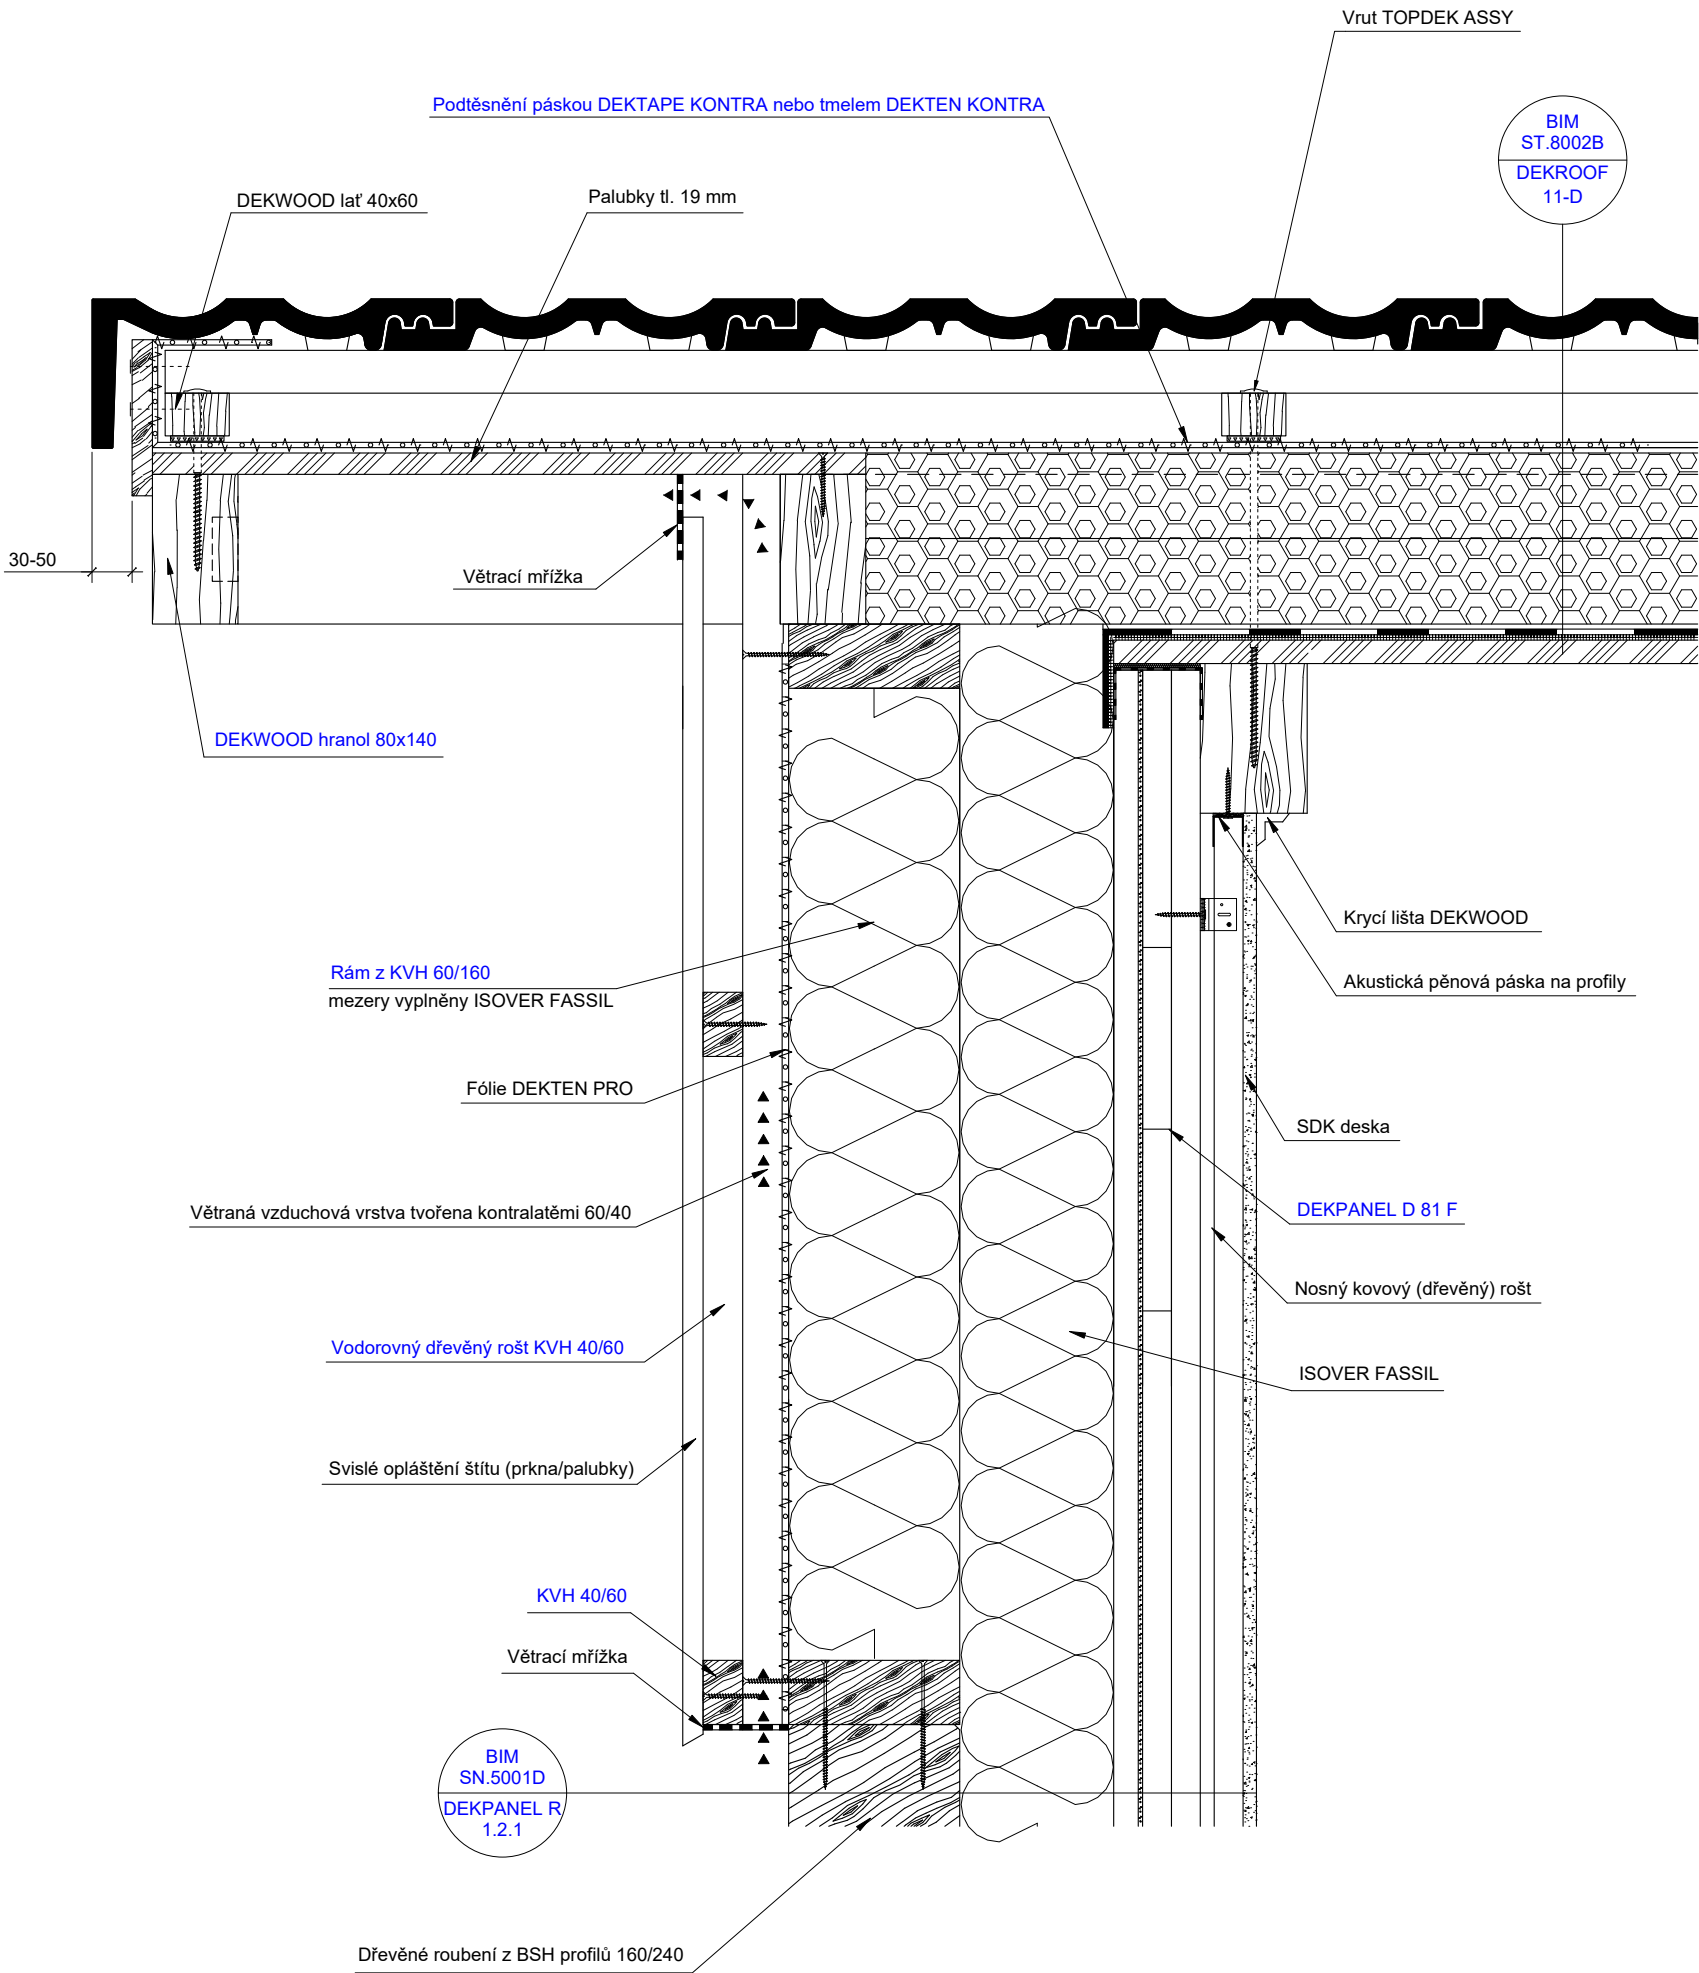 Vrut TOPDEK ASSY
Podtěsnění páskou DEKTAPE KONTRA nebo tmelem DEKTEN KONTRA
BIM
ST.8002B
DEKROOF
11-D
DEKWOOD lať 40x60
Palubky tl. 19 mm
30-50
Větrací mřížka
DEKWOOD hranol 80x140
Krycí lišta DEKWOOD
Rám z KVH 60/160
mezery vyplněny ISOVER FASSIL
Akustická pěnová páska na profily
Fólie DEKTEN PRO
SDK deska
Větraná vzduchová vrstva tvořena kontralatěmi 60/40
DEKPANEL D 81 F
Nosný kovový (dřevěný) rošt
Vodorovný dřevěný rošt KVH 40/60
ISOVER FASSIL
Svislé opláštění štítu (prkna/palubky)
KVH 40/60
Větrací mřížka
BIM
SN.5001D
DEKPANEL R
1.2.1
Dřevěné roubení z BSH profilů 160/240